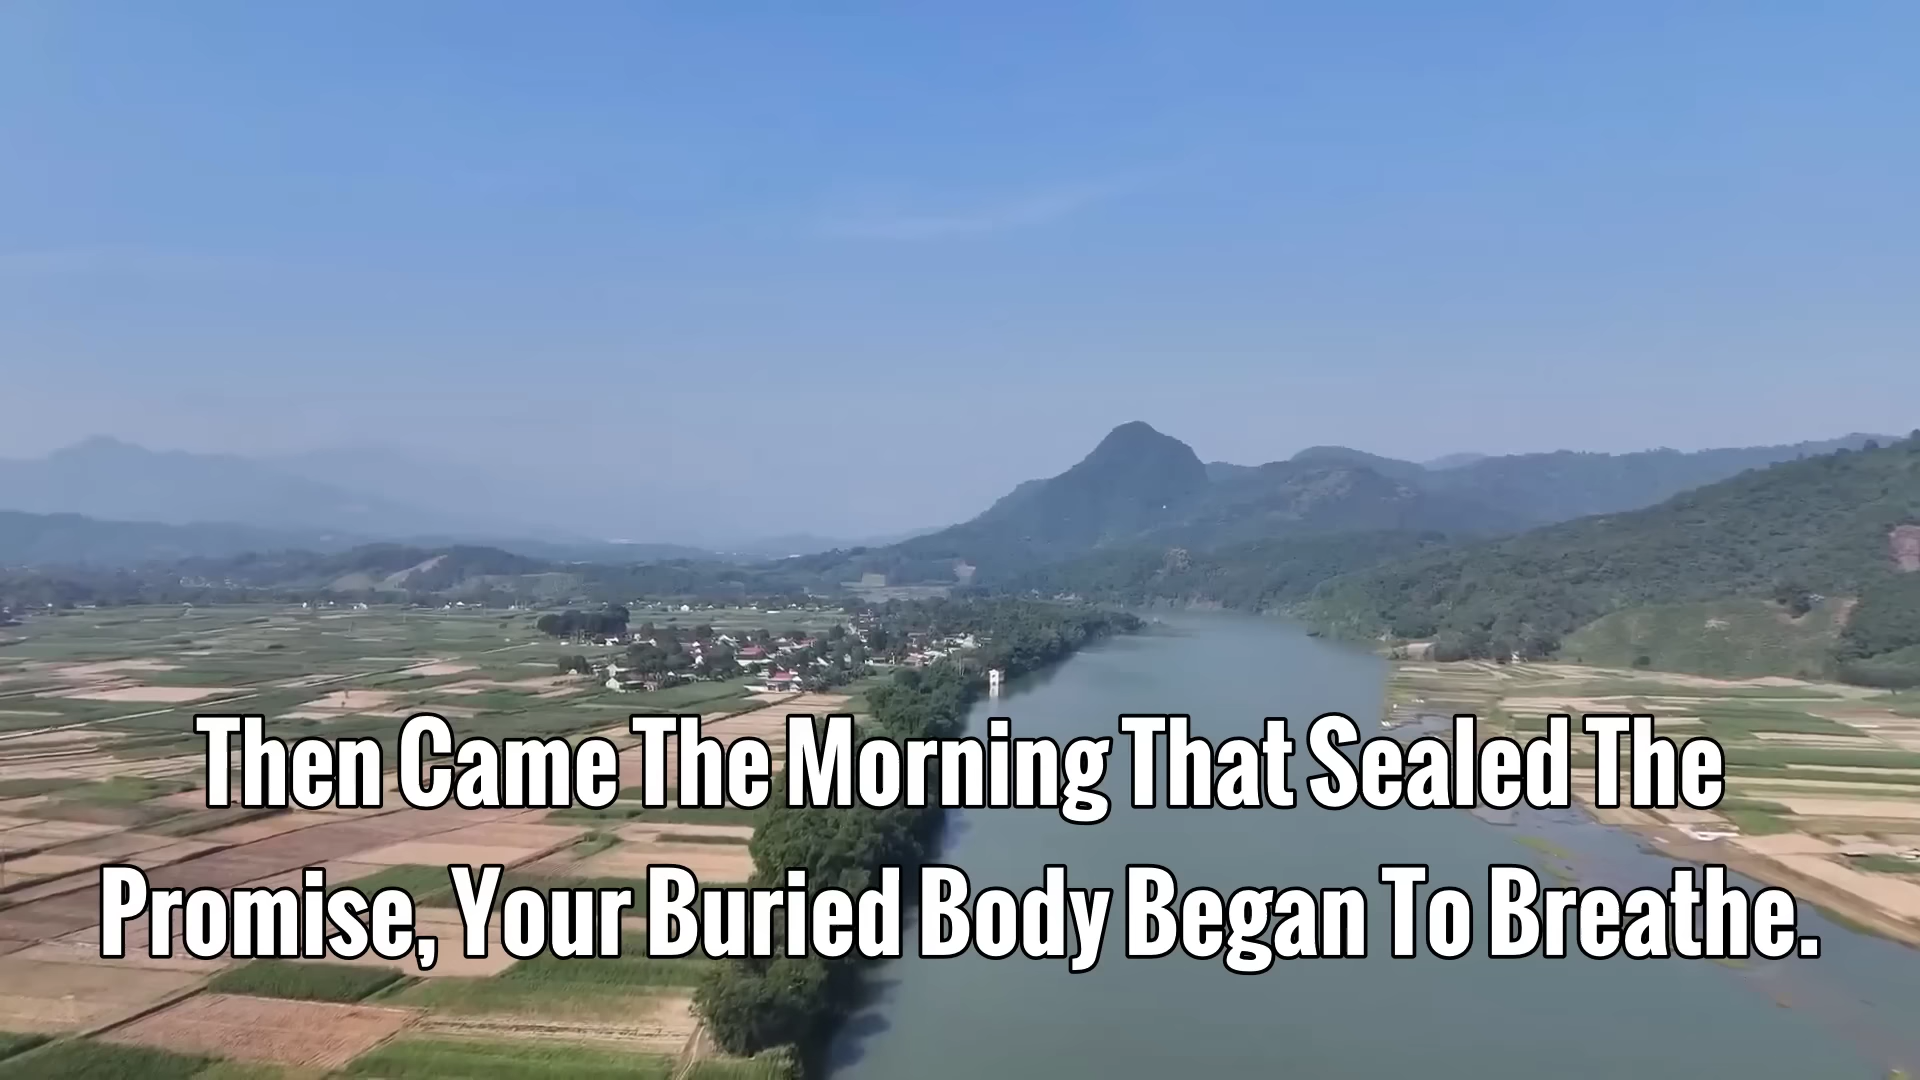 Then Came The Morning That Sealed The
Promise, Your Buried Body Began To Breathe.